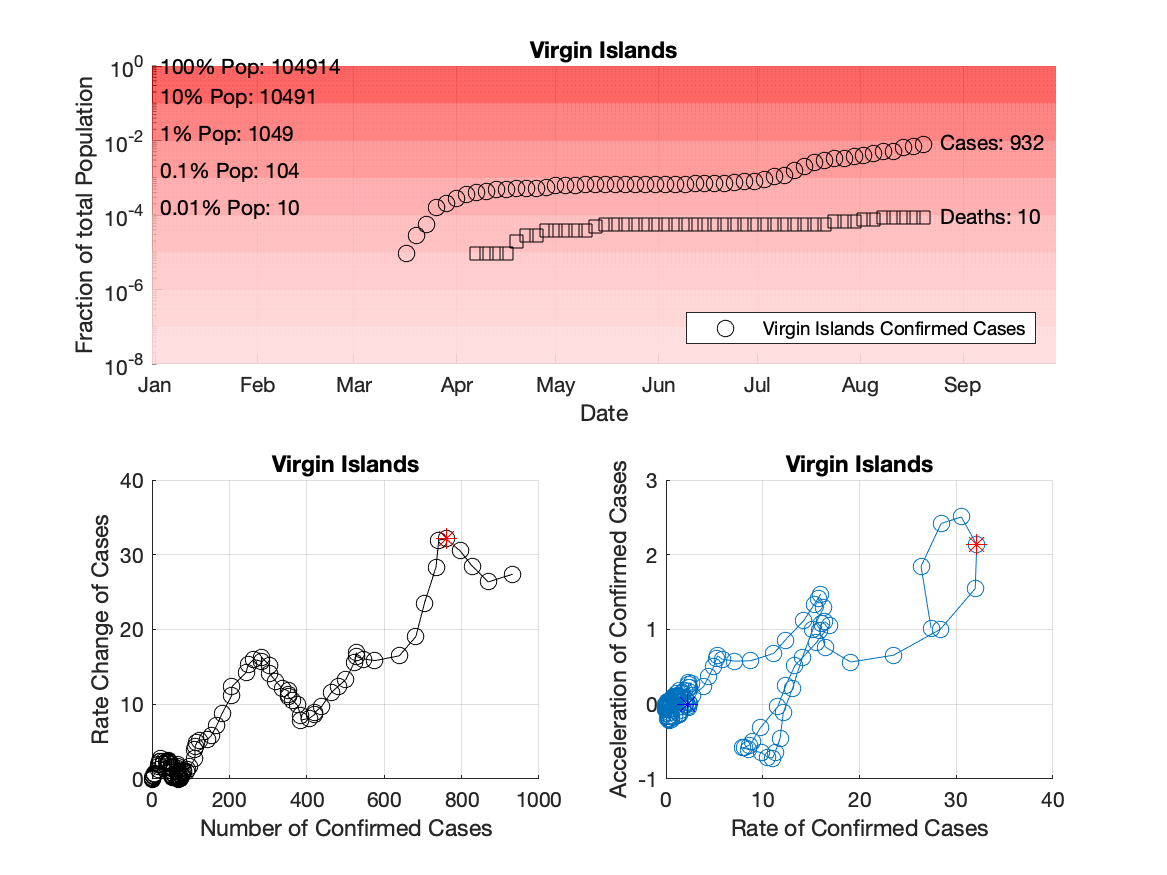 Virgin Islands
10^0
10^-2
10^-4
10^-6
10^-8
Fraction of total Population
100% Pop: 104914
10% Pop: 10491
1% Pop: 1049
0.1% Pop: 104
0.01% Pop: 10
Cases: 932
Deaths: 10
Virgin Islands Confirmed Cases
Jan Feb Mar Apr May Jun Jul Aug Sep
Date
Virgin Islands
40
30
20
10
0
Rate Change of Cases
0 200 400 600 800 1000
Number of Confirmed Cases
Virgin Islands
3
2
1
0
-1
Acceleration of Confirmed Cases
0 10 20 30 40
Rate of Confirmed Cases